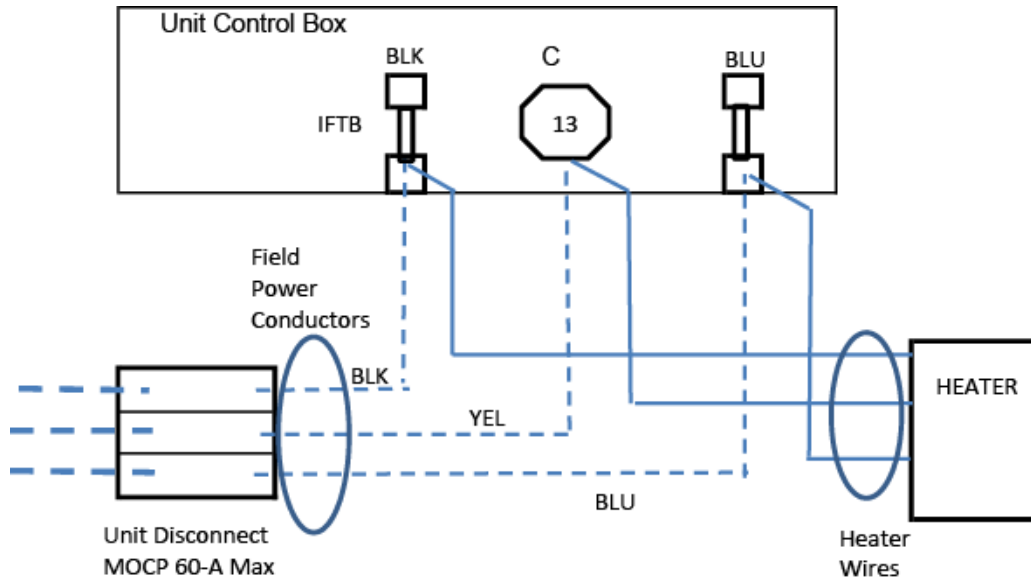 Unit Control Box
BLK
C
BLU
IFTB
13
Field
Power
Conductors
BLK
HEATER
YEL
BLU
Unit Disconnect
MOCP 60-A Max
Heater
Wires